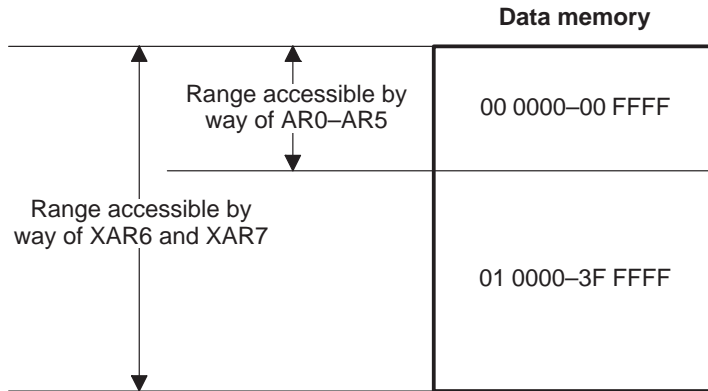 Data memory
Range accessible by
way of AR0–AR5
00 0000–00 FFFF
Range accessible by
way of XAR6 and XAR7
01 0000–3F FFFF